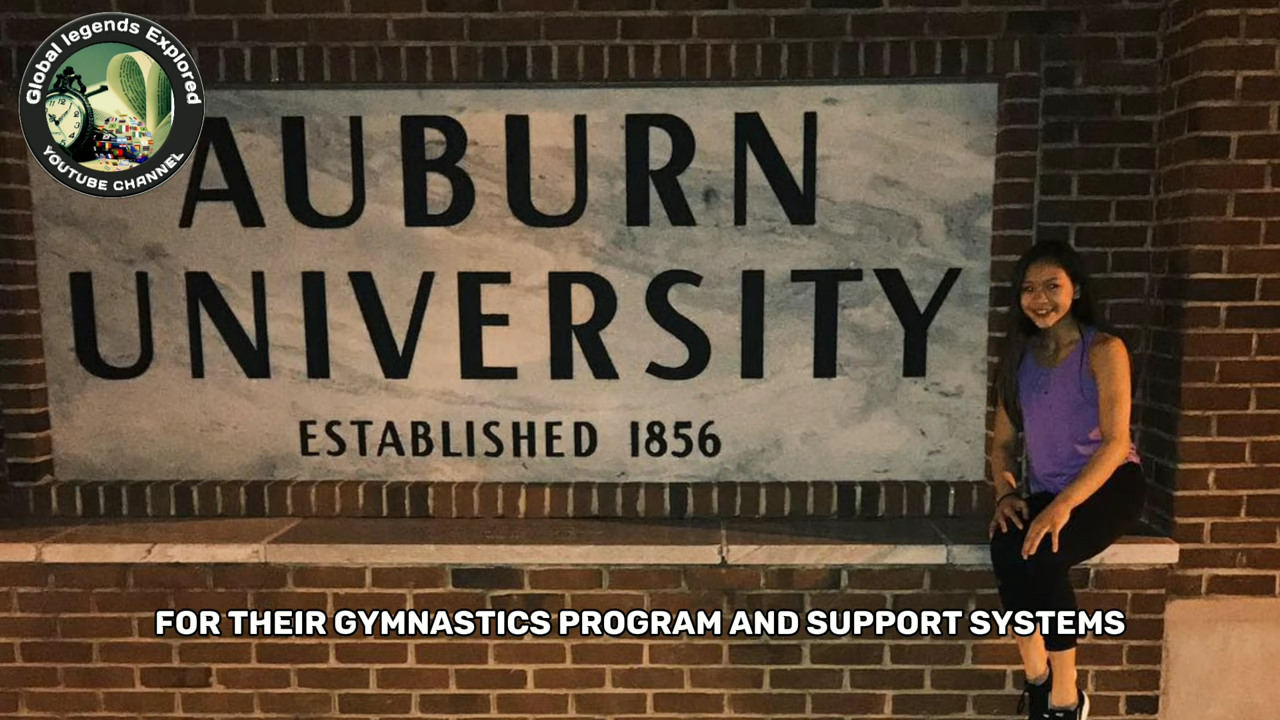 Global legends Explored
YOUTUBE CHANNEL
AUBURN
UNIVERSITY
ESTABLISHED 1856
FOR THEIR GYMNASTICS PROGRAM AND SUPPORT SYSTEMS